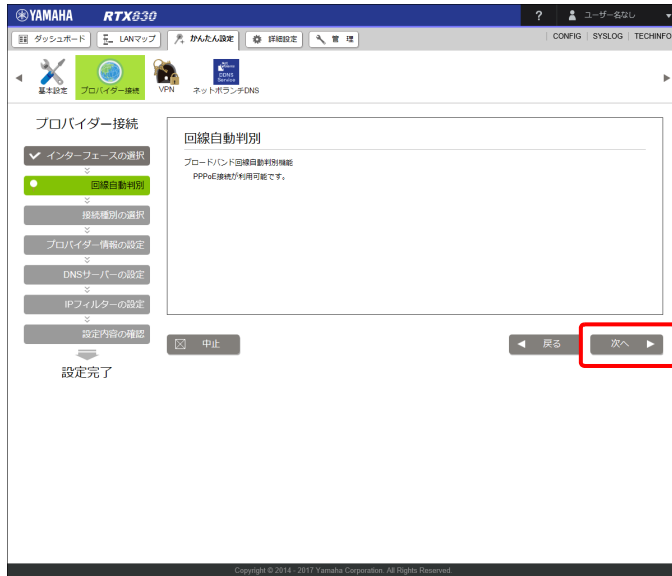 YAMAHA RTX830 ? ユーザー名なし
ダッシュボード LANマップ かんたん設定 詳細設定 管 理 CONFIG SYSLOG TECHINFO
基本設定 プロバイダー接続 VPN ネットボランチDNS
DDNS
Service
プロバイダー接続
インターフェースの選択
回線自動判別
接続種別の選択
プロバイダー情報の設定
DNSサーバーの設定
IPフィルターの設定
設定内容の確認
設定完了
回線自動判別
ブロードバンド回線自動判別機能
PPPoE接続が利用可能です。
中止 戻る 次へ
Copyright © 2014 - 2017 Yamaha Corporation. All Rights Reserved.